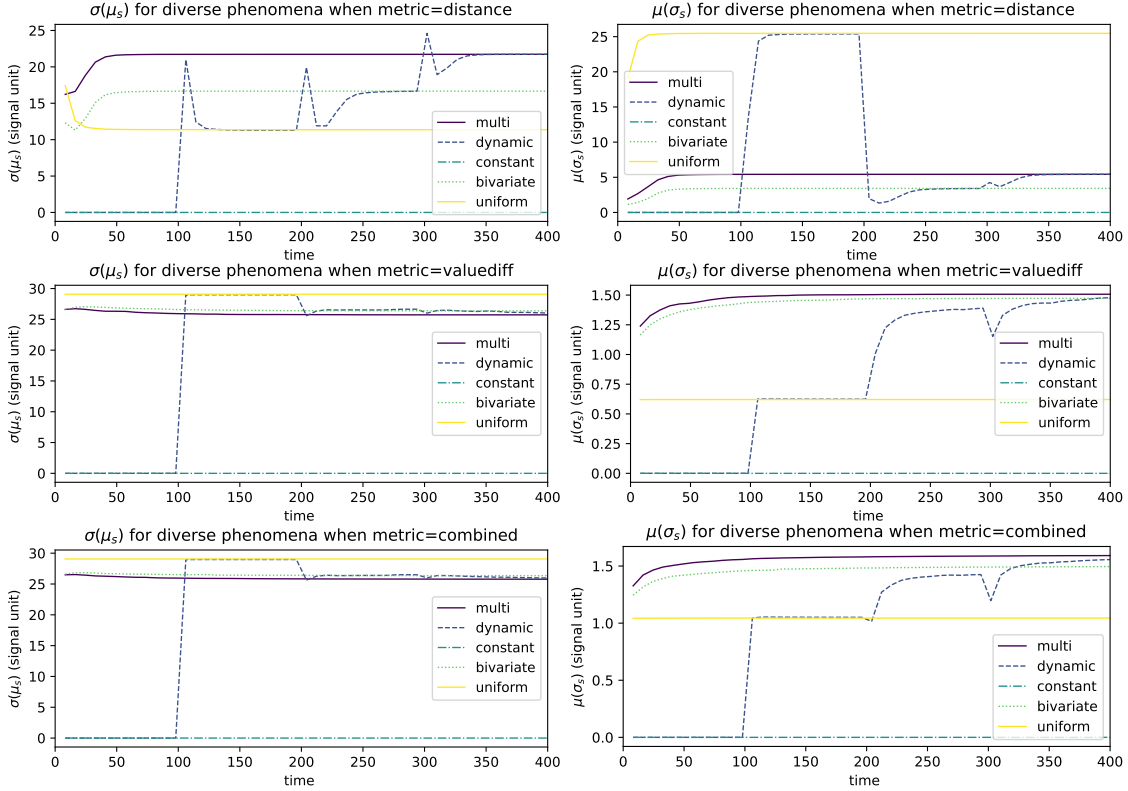 σ(μₛ) for diverse phenomena when metric=distance
σ(μₛ) (signal unit)
25
20
15
10
5
0
multi
dynamic
constant
bivariate
uniform
0 50 100 150 200 250 300 350 400
time
μ(σₛ) for diverse phenomena when metric=distance
μ(σₛ) (signal unit)
25
20
15
10
5
0
multi
dynamic
constant
bivariate
uniform
0 50 100 150 200 250 300 350 400
time
σ(μₛ) for diverse phenomena when metric=valuediff
σ(μₛ) (signal unit)
30
25
20
15
10
5
0
multi
dynamic
constant
bivariate
uniform
0 50 100 150 200 250 300 350 400
time
μ(σₛ) for diverse phenomena when metric=valuediff
μ(σₛ) (signal unit)
1.50
1.25
1.00
0.75
0.50
0.25
0.00
multi
dynamic
constant
bivariate
uniform
0 50 100 150 200 250 300 350 400
time
σ(μₛ) for diverse phenomena when metric=combined
σ(μₛ) (signal unit)
30
25
20
15
10
5
0
multi
dynamic
constant
bivariate
uniform
0 50 100 150 200 250 300 350 400
time
μ(σₛ) for diverse phenomena when metric=combined
μ(σₛ) (signal unit)
1.5
1.0
0.5
0.0
multi
dynamic
constant
bivariate
uniform
0 50 100 150 200 250 300 350 400
time